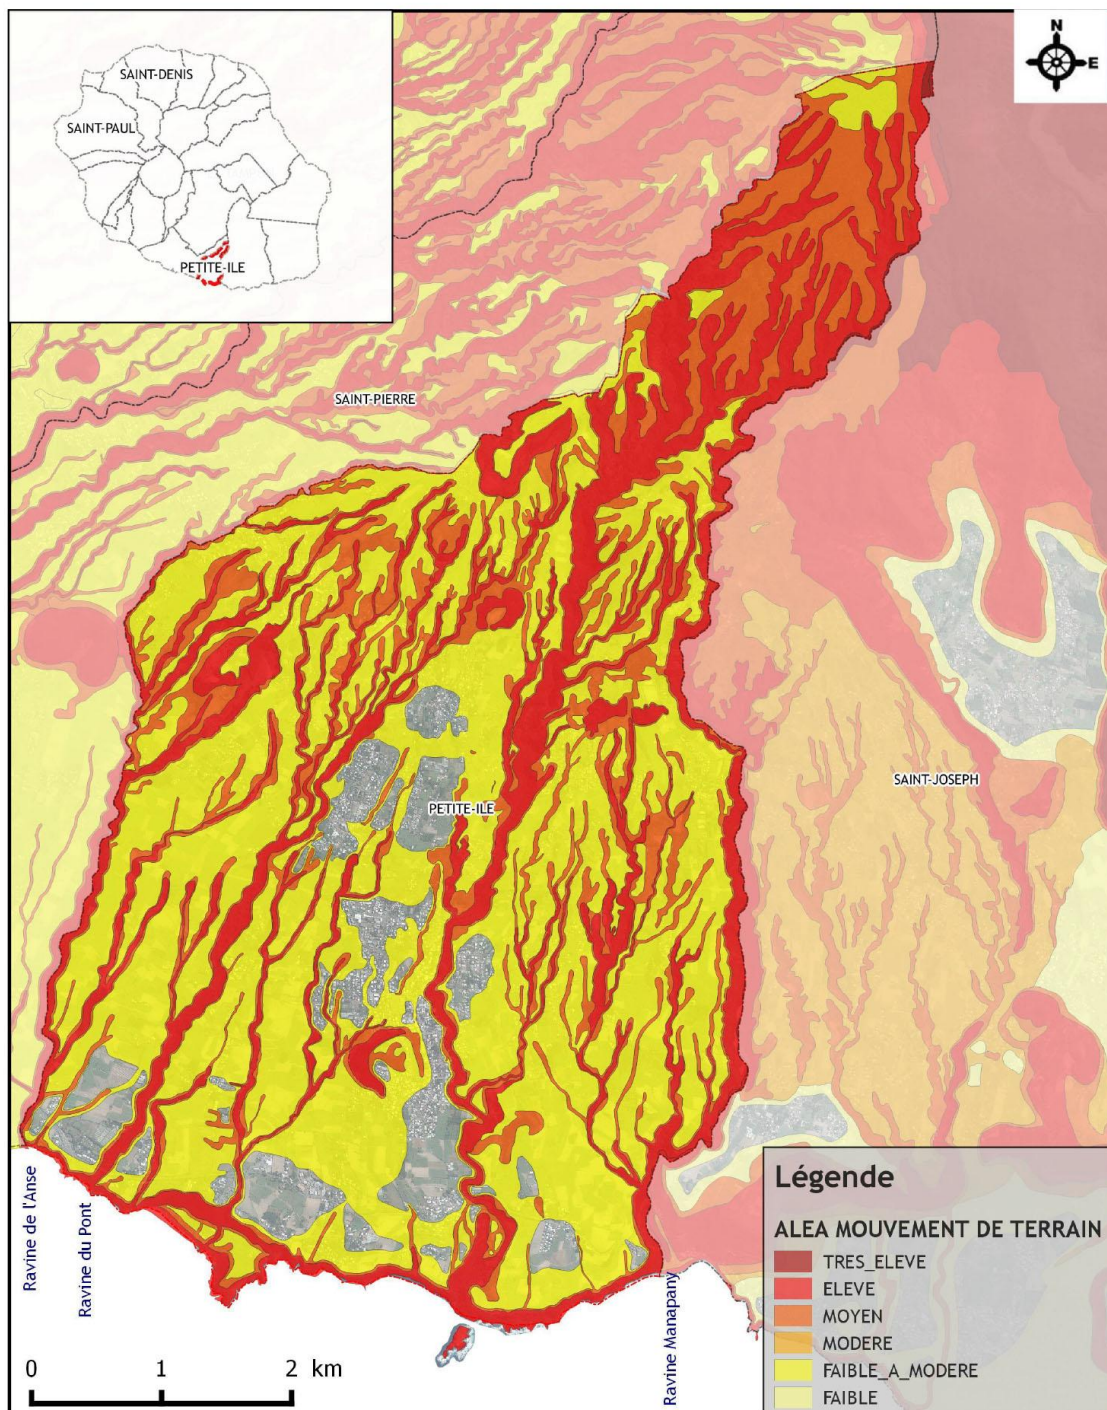 SAINT-DENIS
SAINT-PAUL
PETITE-ILE
N
E
SAINT-PIERRE
SAINT-JOSEPH
PETITE-ILE
Ravine de l'Anse
Ravine du Pont
Ravine Manapany
Légende
ALEA MOUVEMENT DE TERRAIN
TRES_ELEVE
ELEVE
MOYEN
MODERE
FAIBLE_A_MODERE
FAIBLE
0 1 2 km